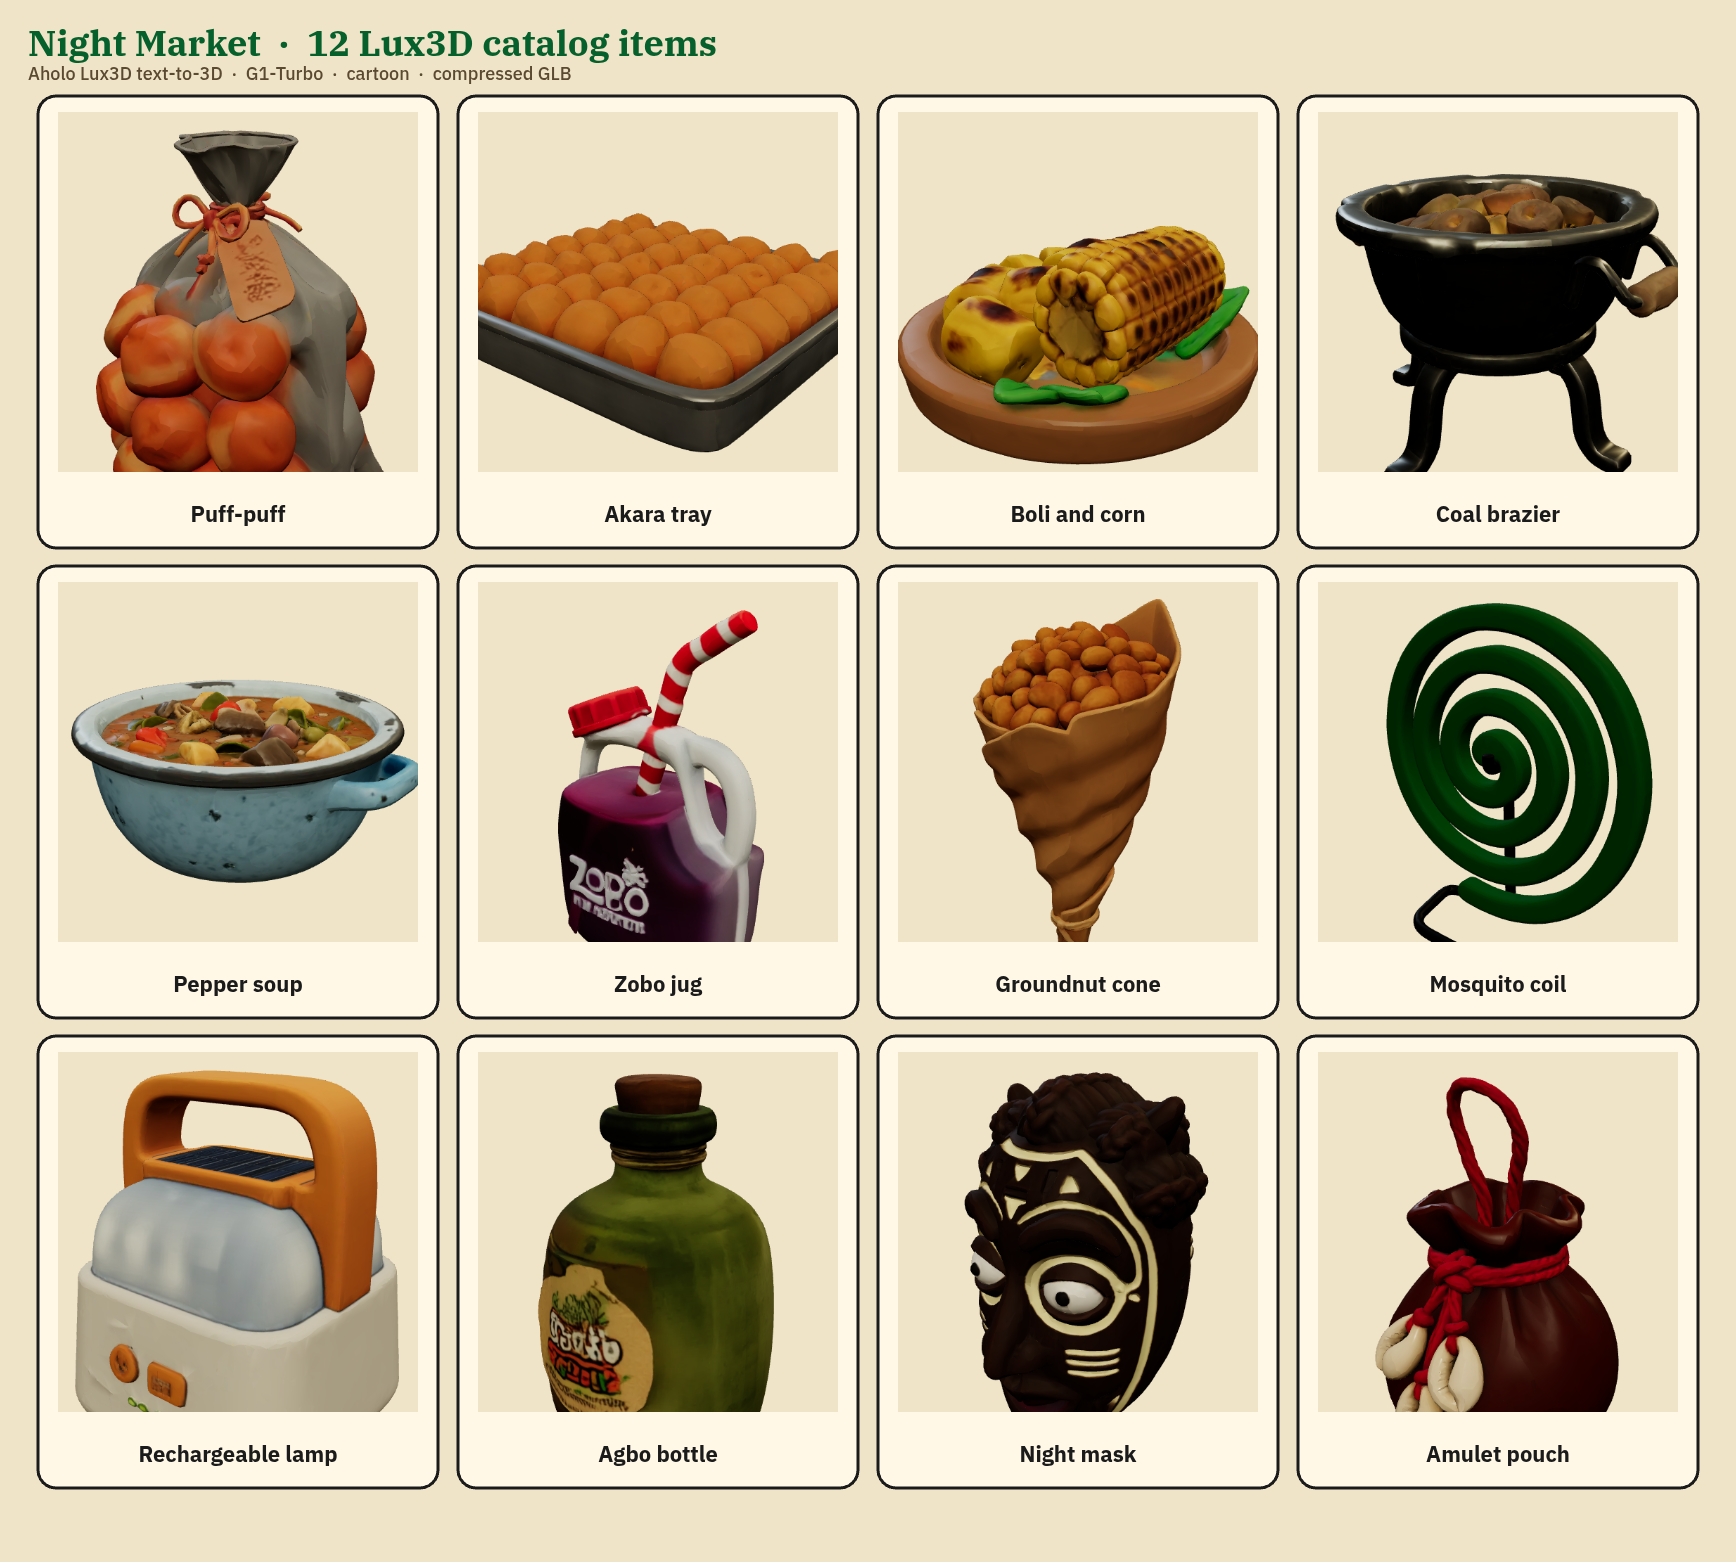 Night Market · 12 Lux3D catalog items
Aholo Lux3D text-to-3D · G1-Turbo · cartoon · compressed GLB
Puff-puff
Akara tray
Boli and corn
Coal brazier
ZOBO
Pepper soup
Zobo jug
Groundnut cone
Mosquito coil
Rechargeable lamp
Agbo bottle
Night mask
Amulet pouch